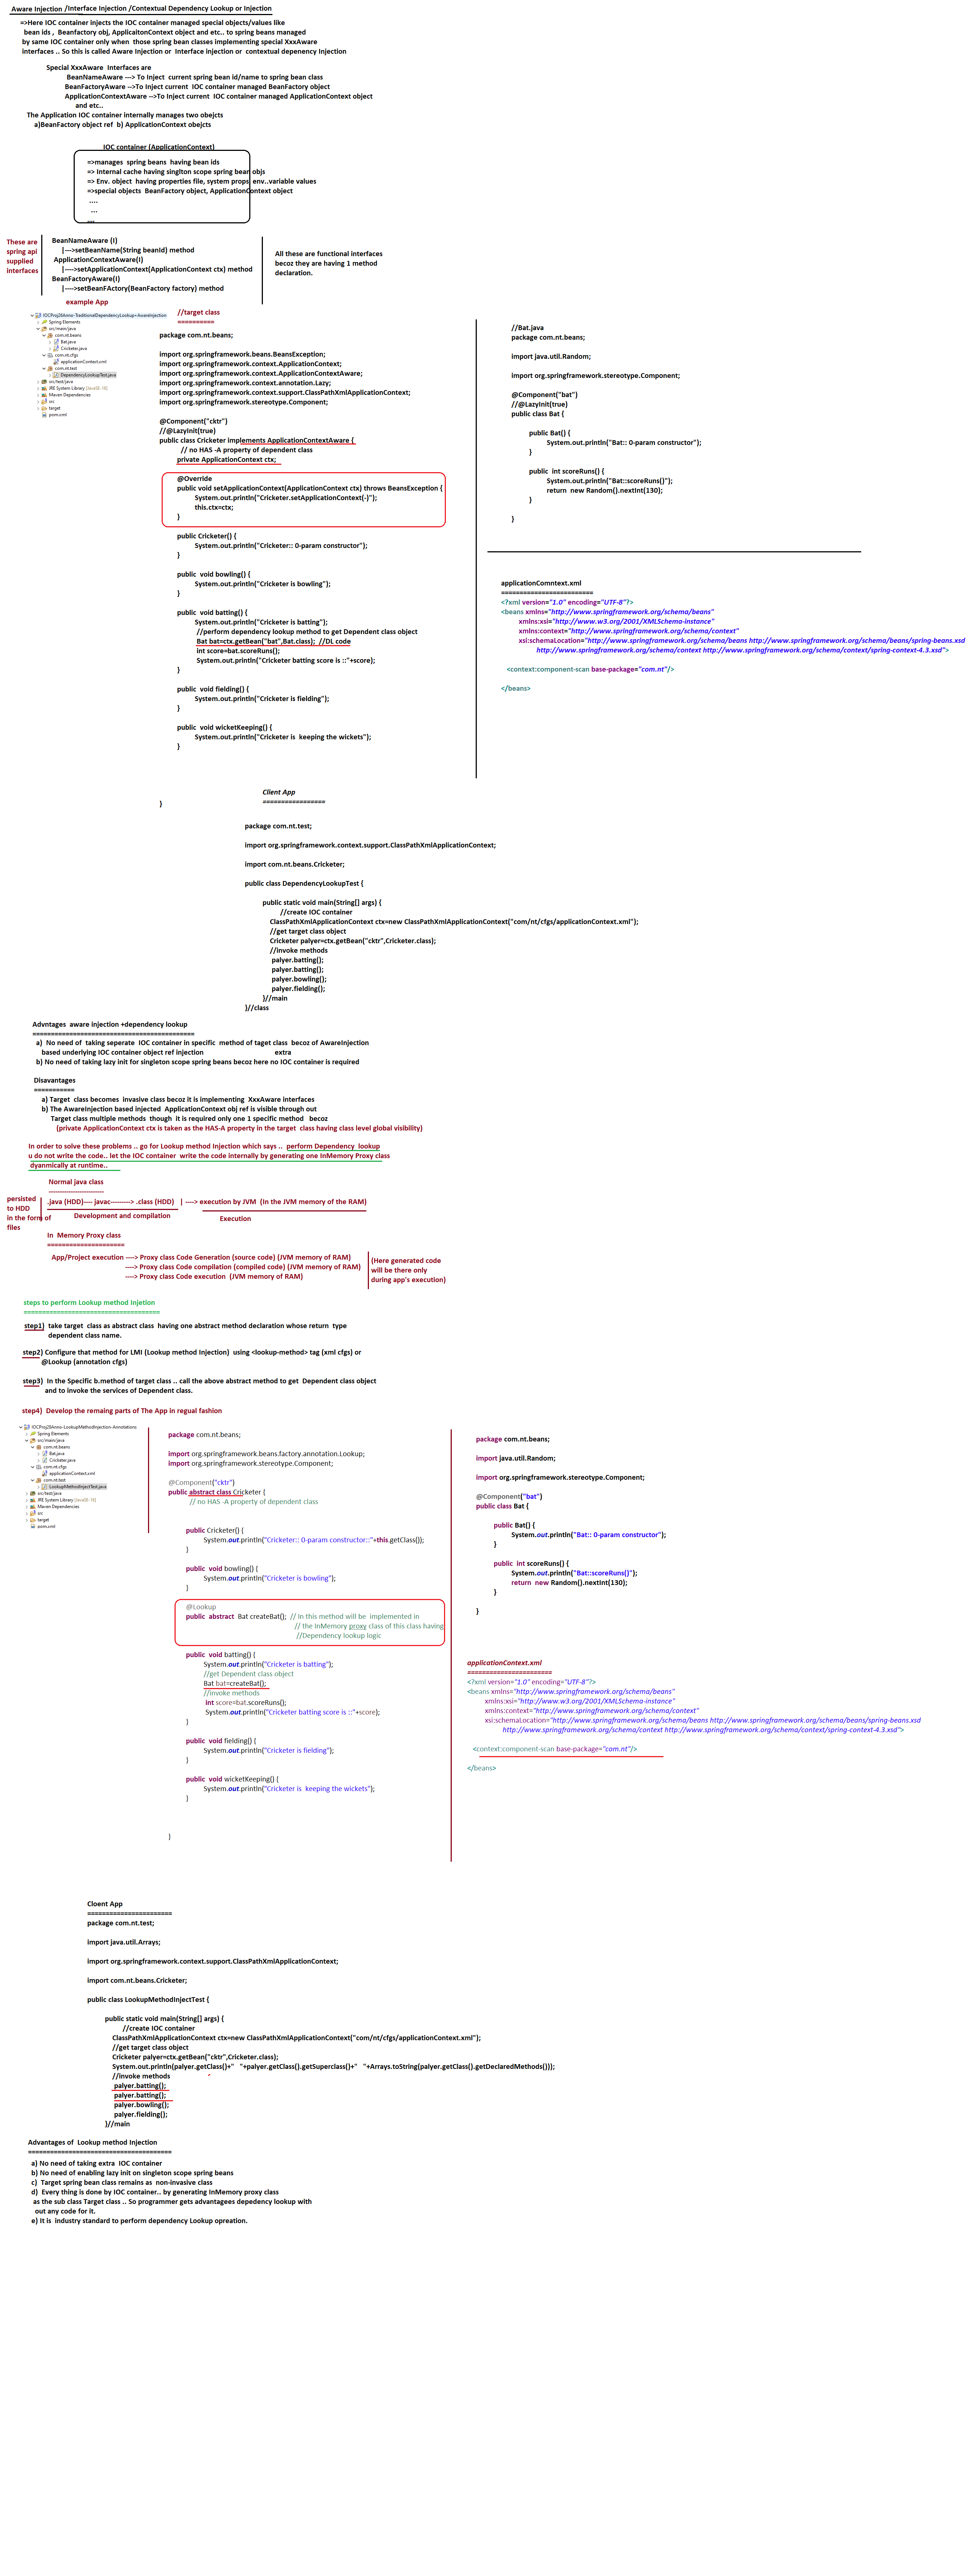 Aware Injection /Interface Injection /Contextual Dependency Lookup or Injection
=>Here IOC container injects the IOC container managed special objects/values like
bean ids , Beanfactory obj, ApplicaitonContext object and etc.. to spring beans managed
by same IOC container only when those spring bean classes implementing special XxxAware
interfaces .. So this is called Aware Injection or Interface injection or contextual depenency Injection
Special XxxAware Interfaces are
BeanNameAware ---> To Inject current spring bean id/name to spring bean class
BeanFactoryAware -->To Inject current IOC container managed BeanFactory object
ApplicationContextAware -->To Inject current IOC container managed ApplicationContext object
and etc..
The Application IOC container internally manages two obejcts
a)BeanFactory object ref b) ApplicationContext obejcts
IOC container (ApplicationContext)
=>manages spring beans having bean ids
=> Internal cache having singlton scope spring bean objs
=> Env. object having properties file, system props, env..variable values
=>special objects BeanFactory object, ApplicationContext object
....
...
...
These are
spring api
supplied
interfaces
BeanNameAware (I)
|--->setBeanName(String beanId) method
ApplicationContextAware(I)
|---->setApplicationContext(ApplicationContext ctx) method
BeanFactoryAware(I)
|---->setBeanFActory(BeanFactory factory) method
All these are functional interfaces
becoz they are having 1 method
declaration.
example App
IOCProj26Anno-TraditionalDependencyLookup+AwareInjection
Spring Elements
src/main/java
com.nt.beans
Bat.java
Cricketer.java
com.nt.cfgs
applicationContext.xml
com.nt.test
DependencyLookupTest.java
src/test/java
JRE System Library [JavaSE-16]
Maven Dependencies
src
target
pom.xml
//target class
==========
package com.nt.beans;
import org.springframework.beans.BeansException;
import org.springframework.context.ApplicationContext;
import org.springframework.context.ApplicationContextAware;
import org.springframework.context.annotation.Lazy;
import org.springframework.context.support.ClassPathXmlApplicationContext;
import org.springframework.stereotype.Component;
@Component("cktr")
//@LazyInit(true)
public class Cricketer implements ApplicationContextAware {
// no HAS -A property of dependent class
private ApplicationContext ctx;
@Override
public void setApplicationContext(ApplicationContext ctx) throws BeansException {
System.out.println("Cricketer.setApplicationContext(-)");
this.ctx=ctx;
}
public Cricketer() {
System.out.println("Cricketer:: 0-param constructor");
}
public void bowling() {
System.out.println("Cricketer is bowling");
}
public void batting() {
System.out.println("Cricketer is batting");
//perform dependency lookup method to get Dependent class object
Bat bat=ctx.getBean("bat",Bat.class); //DL code
int score=bat.scoreRuns();
System.out.println("Cricketer batting score is ::"+score);
}
public void fielding() {
System.out.println("Cricketer is fielding");
}
public void wicketKeeping() {
System.out.println("Cricketer is keeping the wickets");
}
}
//Bat.java
package com.nt.beans;
import java.util.Random;
import org.springframework.stereotype.Component;
@Component("bat")
//@LazyInit(true)
public class Bat {
public Bat() {
System.out.println("Bat:: 0-param constructor");
}
public int scoreRuns() {
System.out.println("Bat::scoreRuns()");
return new Random().nextInt(130);
}
}
applicationComntext.xml
=========================
<?xml version="1.0" encoding="UTF-8"?>
<beans xmlns="http://www.springframework.org/schema/beans"
xmlns:xsi="http://www.w3.org/2001/XMLSchema-instance"
xmlns:context="http://www.springframework.org/schema/context"
xsi:schemaLocation="http://www.springframework.org/schema/beans http://www.springframework.org/schema/beans/spring-beans.xsd
http://www.springframework.org/schema/context http://www.springframework.org/schema/context/spring-context-4.3.xsd">
<context:component-scan base-package="com.nt"/>
</beans>
Client App
=================
package com.nt.test;
import org.springframework.context.support.ClassPathXmlApplicationContext;
import com.nt.beans.Cricketer;
public class DependencyLookupTest {
public static void main(String[] args) {
//create IOC container
ClassPathXmlApplicationContext ctx=new ClassPathXmlApplicationContext("com/nt/cfgs/applicationContext.xml");
//get target class object
Cricketer palyer=ctx.getBean("cktr",Cricketer.class);
//invoke methods
palyer.batting();
palyer.batting();
palyer.bowling();
palyer.fielding();
}//main
}//class
Advntages aware injection +dependency lookup
============================================
a) No need of taking seperate IOC container in specific method of taget class becoz of AwareInjection
based underlying IOC container object ref injection extra
b) No need of taking lazy init for singleton scope spring beans becoz here no IOC container is required
Disavantages
===========
a) Target class becomes invasive class becoz it is implementing XxxAware interfaces
b) The AwareInjection based injected ApplicationContext obj ref is visible through out
Target class multiple methods though it is required only one 1 specific method becoz
(private ApplicationContext ctx is taken as the HAS-A property in the target class having class level global visibility)
In order to solve these problems .. go for Lookup method Injection which says .. perform Dependency lookup
u do not write the code.. let the IOC container write the code internally by generating one InMemory Proxy class
dyanmically at runtime..
Normal java class
------------------------
persisted
to HDD
in the form of
files
.java (HDD)---- javac---------> .class (HDD) | ----> execution by JVM (In the JVM memory of the RAM)
Development and compilation
Execution
In Memory Proxy class
=====================
App/Project execution ----> Proxy class Code Generation (source code) (JVM memory of RAM)
----> Proxy class Code compilation (compiled code) (JVM memory of RAM)
----> Proxy class Code execution (JVM memory of RAM)
(Here generated code
will be there only
during app's execution)
steps to perform Lookup method Injetion
=====================================
step1) take target class as abstract class having one abstract method declaration whose return type
dependent class name.
step2) Configure that method for LMI (Lookup method Injection) using <lookup-method> tag (xml cfgs) or
@Lookup (annotation cfgs)
step3) In the Specific b.method of target class .. call the above abstract method to get Dependent class object
and to invoke the services of Dependent class.
step4) Develop the remaing parts of The App in regual fashion
IOCProj28Anno-LookupMethodInjection-Annotations
Spring Elements
src/main/java
com.nt.beans
Bat.java
Cricketer.java
com.nt.cfgs
applicationContext.xml
com.nt.test
LookupMethodInjectTest.java
src/test/java
JRE System Library [JavaSE-16]
Maven Dependencies
src
target
pom.xml
package com.nt.beans;
import org.springframework.beans.factory.annotation.Lookup;
import org.springframework.stereotype.Component;
@Component("cktr")
public abstract class Cricketer {
// no HAS -A property of dependent class
public Cricketer() {
System.out.println("Cricketer:: 0-param constructor::"+this.getClass());
}
public void bowling() {
System.out.println("Cricketer is bowling");
}
@Lookup
public abstract Bat createBat(); // In this method will be implemented in
// the InMemory proxy class of this class having
//Dependency lookup logic
public void batting() {
System.out.println("Cricketer is batting");
//get Dependent class object
Bat bat=createBat();
//invoke methods
int score=bat.scoreRuns();
System.out.println("Cricketer batting score is ::"+score);
}
public void fielding() {
System.out.println("Cricketer is fielding");
}
public void wicketKeeping() {
System.out.println("Cricketer is keeping the wickets");
}
}
package com.nt.beans;
import java.util.Random;
import org.springframework.stereotype.Component;
@Component("bat")
public class Bat {
public Bat() {
System.out.println("Bat:: 0-param constructor");
}
public int scoreRuns() {
System.out.println("Bat::scoreRuns()");
return new Random().nextInt(130);
}
}
applicationContext.xml
=======================
<?xml version="1.0" encoding="UTF-8"?>
<beans xmlns="http://www.springframework.org/schema/beans"
xmlns:xsi="http://www.w3.org/2001/XMLSchema-instance"
xmlns:context="http://www.springframework.org/schema/context"
xsi:schemaLocation="http://www.springframework.org/schema/beans http://www.springframework.org/schema/beans/spring-beans.xsd
http://www.springframework.org/schema/context http://www.springframework.org/schema/context/spring-context-4.3.xsd">
<context:component-scan base-package="com.nt"/>
</beans>
Cloent App
=======================
package com.nt.test;
import java.util.Arrays;
import org.springframework.context.support.ClassPathXmlApplicationContext;
import com.nt.beans.Cricketer;
public class LookupMethodInjectTest {
public static void main(String[] args) {
//create IOC container
ClassPathXmlApplicationContext ctx=new ClassPathXmlApplicationContext("com/nt/cfgs/applicationContext.xml");
//get target class object
Cricketer palyer=ctx.getBean("cktr",Cricketer.class);
System.out.println(palyer.getClass()+" "+palyer.getClass().getSuperclass()+" "+Arrays.toString(palyer.getClass().getDeclaredMethods()));
//invoke methods
palyer.batting();
palyer.batting();
palyer.bowling();
palyer.fielding();
}//main
Advantages of Lookup method Injection
=======================================
a) No need of taking extra IOC container
b) No need of enabling lazy init on singleton scope spring beans
c) Target spring bean class remains as non-invasive class
d) Every thing is done by IOC container.. by generating InMemory proxy class
as the sub class Target class .. So programmer gets advantagees depedency lookup with
out any code for it.
e) It is industry standard to perform dependency Lookup opreation.